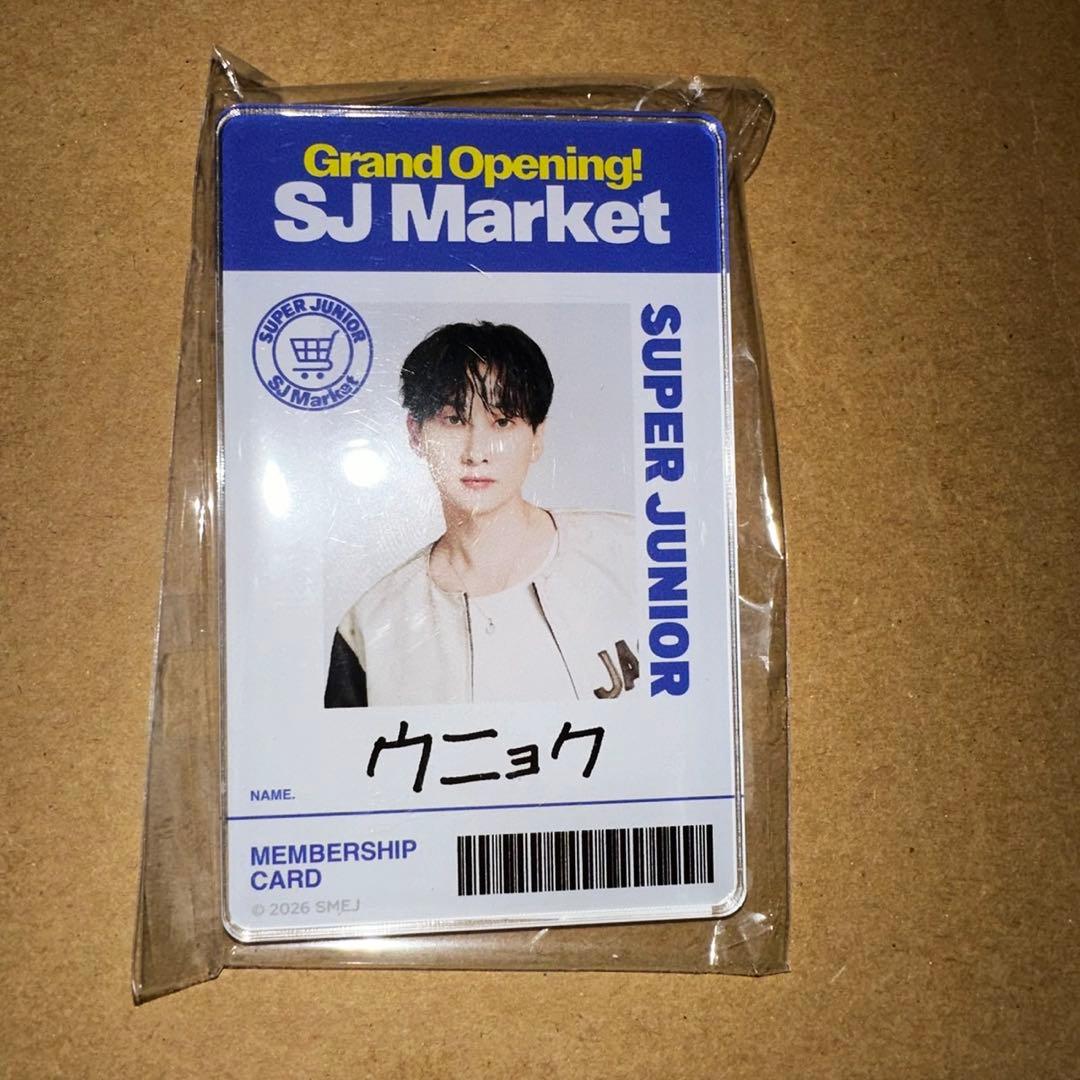 Grand Opening!
SJ Market
SUPER JUNIOR
SJ Market
SUPER JUNIOR
JA
ウニョク
NAME.
MEMBERSHIP
CARD
© 2026 SMEJ